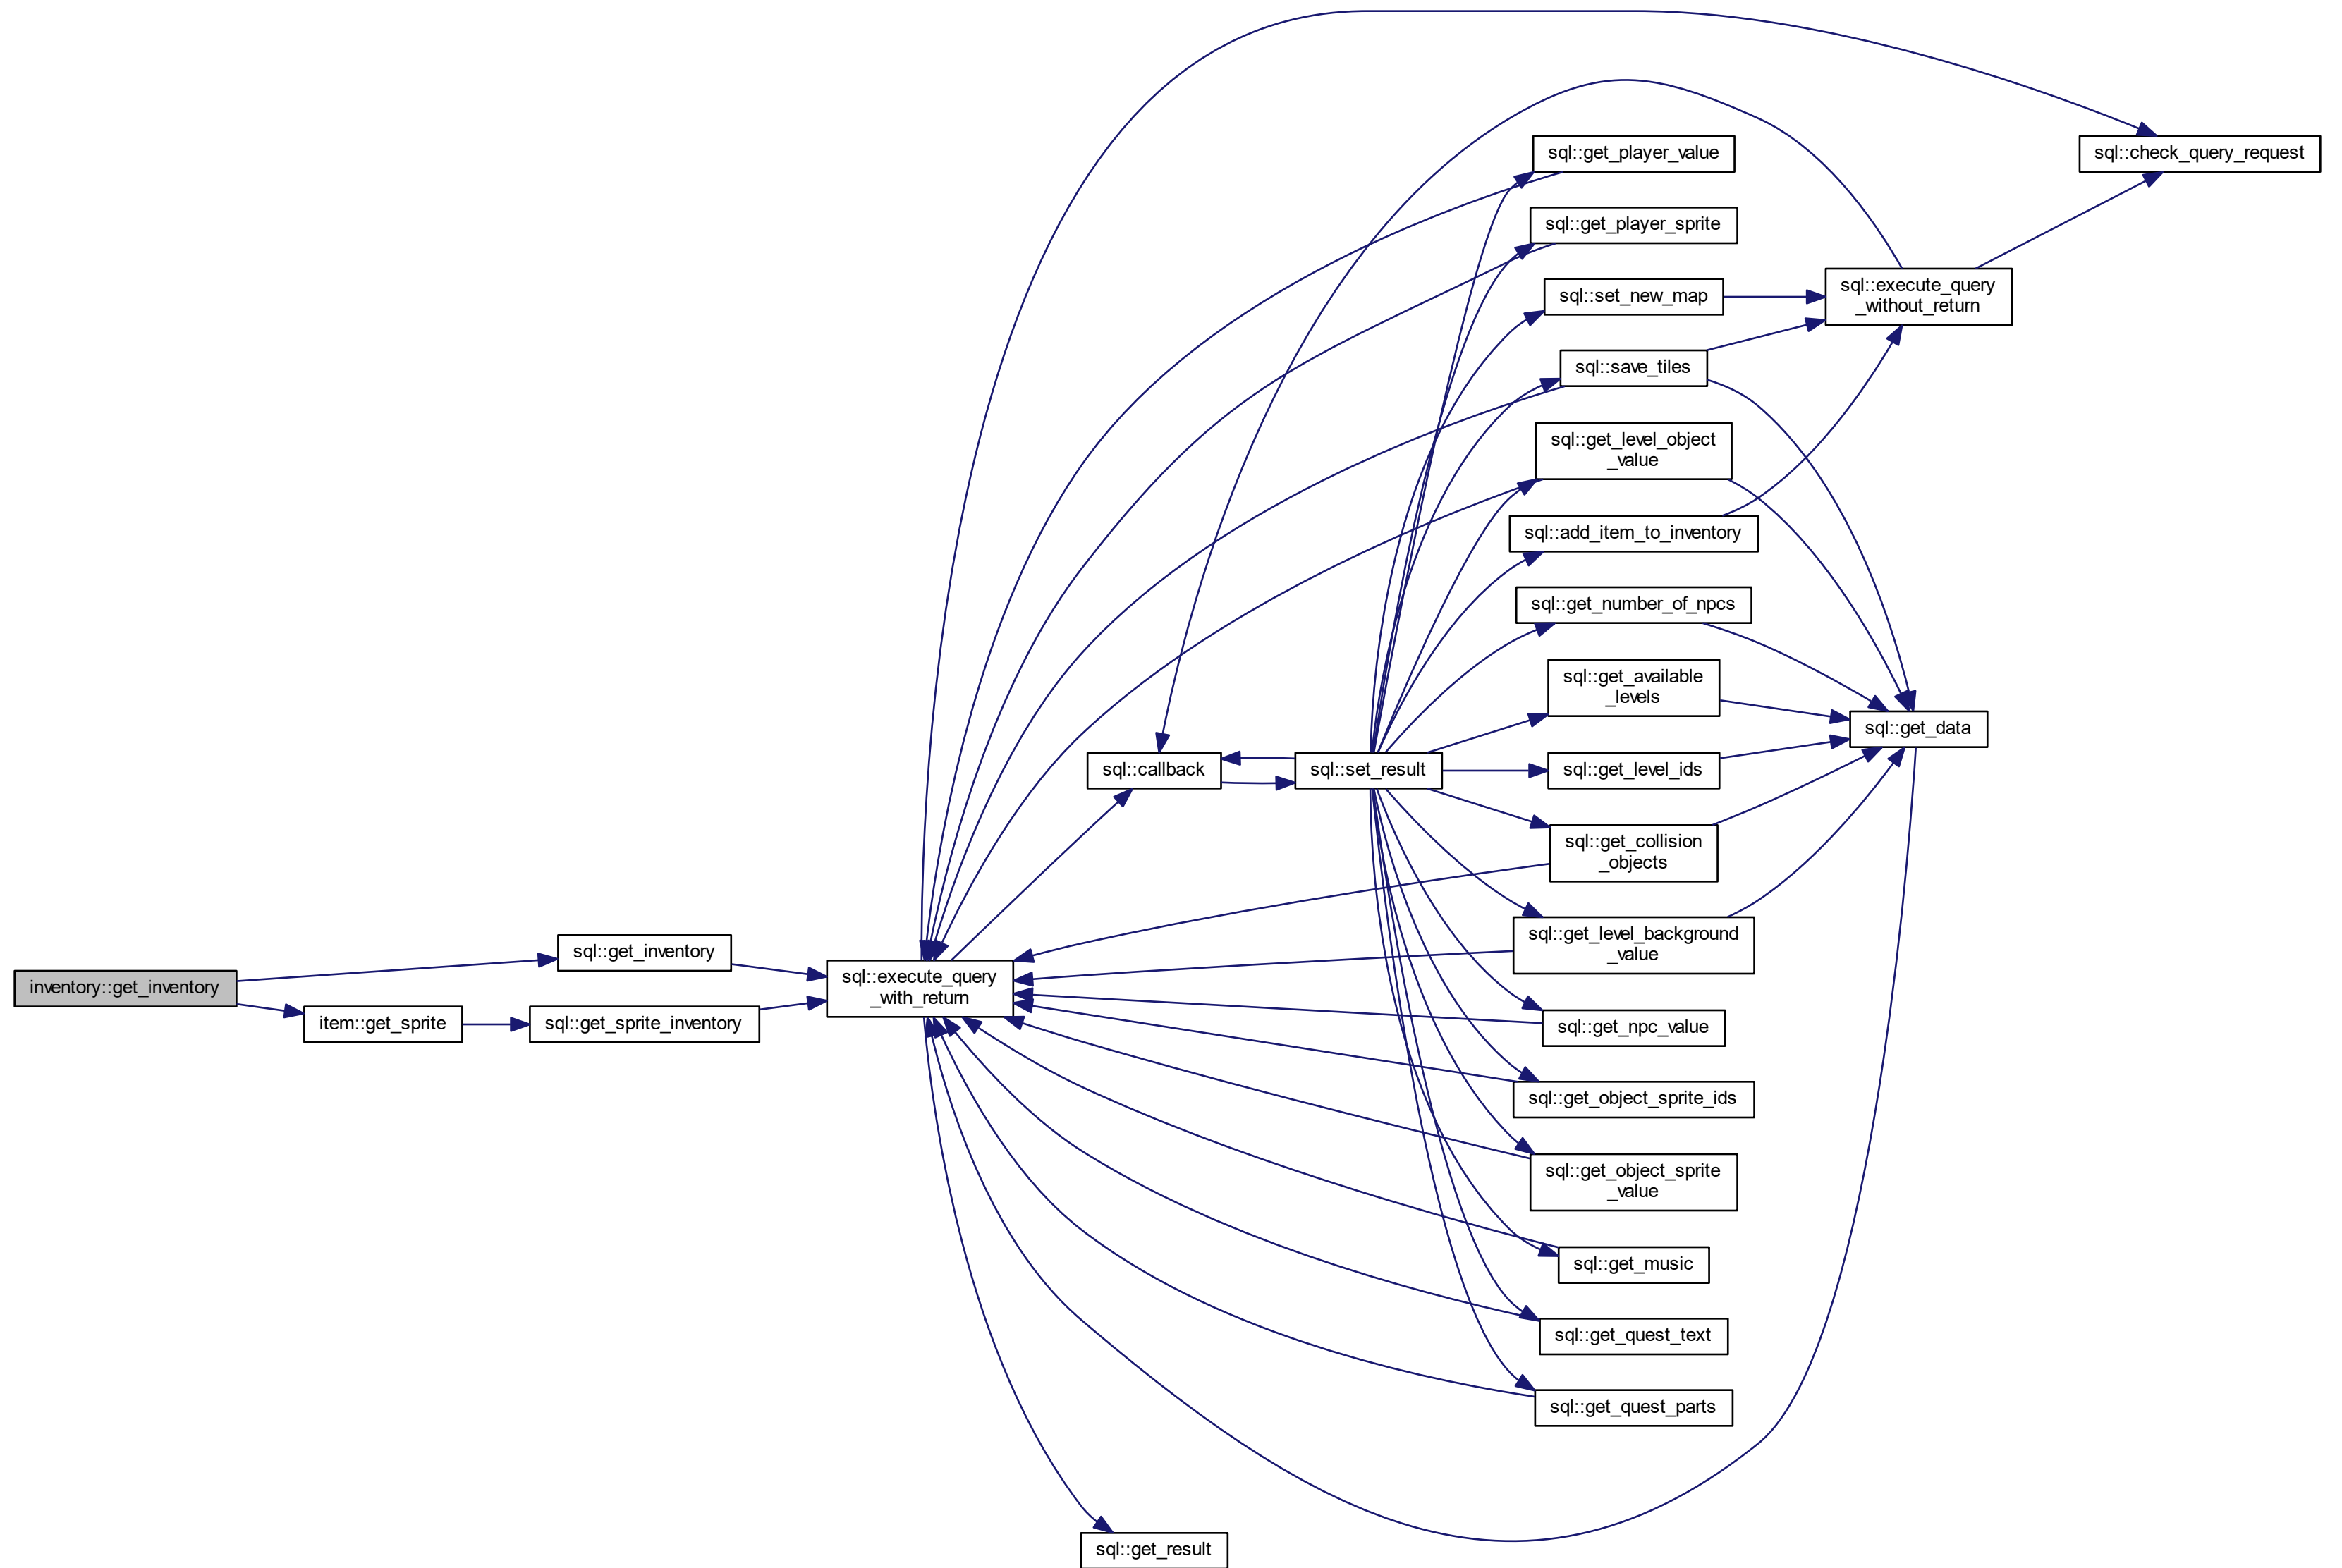 sql::get_player_value
sql::check_query_request
sql::get_player_sprite
sql::set_new_map
sql::execute_query
_without_return
sql::save_tiles
sql::get_level_object
_value
sql::add_item_to_inventory
sql::get_number_of_npcs
sql::get_available
_levels
sql::get_data
sql::callback
sql::set_result
sql::get_level_ids
sql::get_collision
_objects
sql::get_level_background
_value
sql::get_inventory
inventory::get_inventory
sql::execute_query
_with_return
item::get_sprite
sql::get_sprite_inventory
sql::get_npc_value
sql::get_object_sprite_ids
sql::get_object_sprite
_value
sql::get_music
sql::get_quest_text
sql::get_quest_parts
sql::get_result